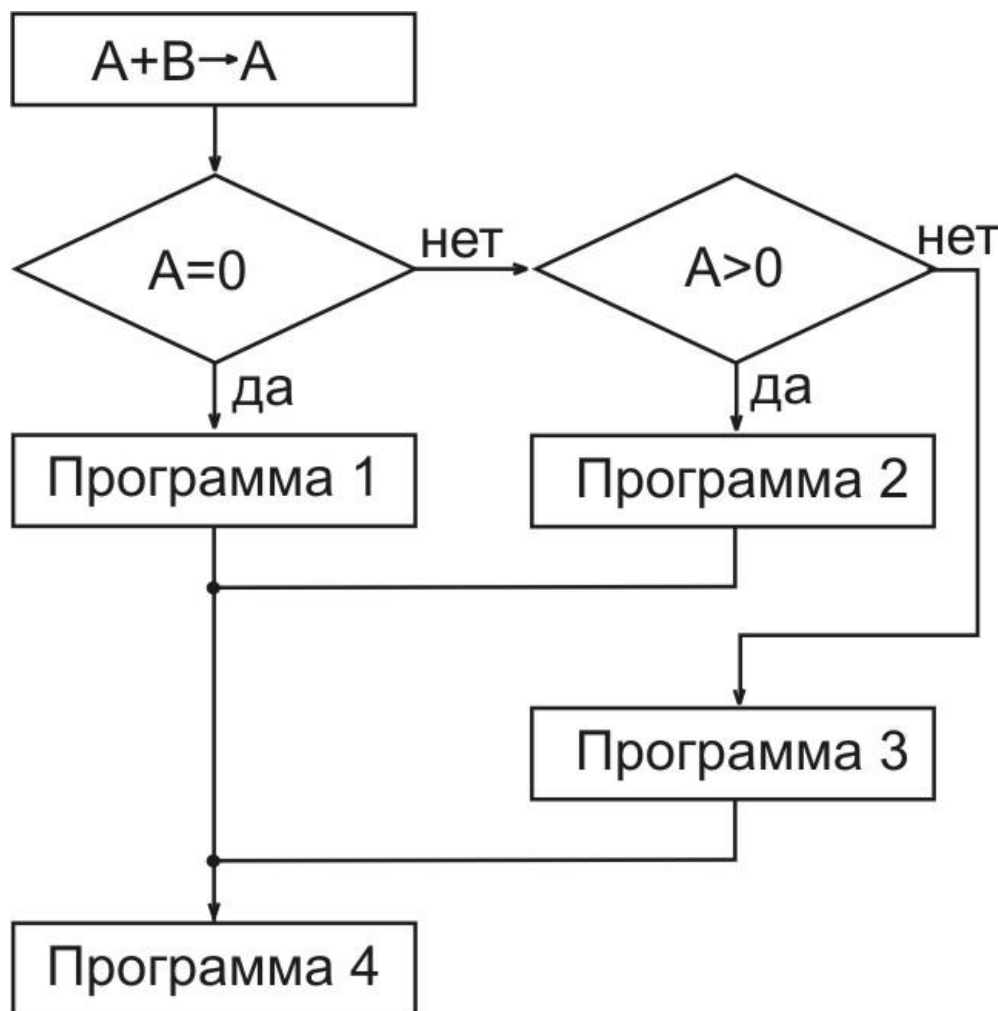 A+B→A
A=0
нет
A>0
нет
да
да
Программа 1
Программа 2
Программа 3
Программа 4